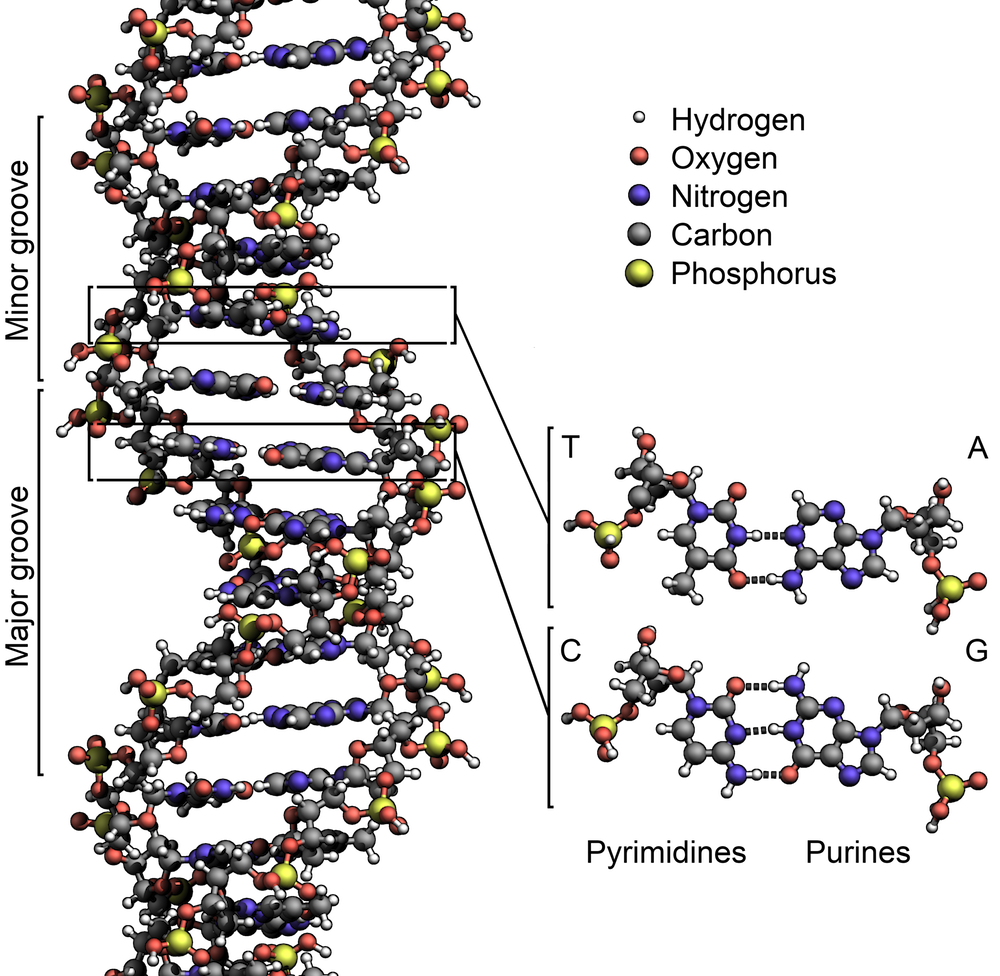 Minor groove
Major groove
Hydrogen
Oxygen
Nitrogen
Carbon
Phosphorus
T
A
C
G
Pyrimidines
Purines